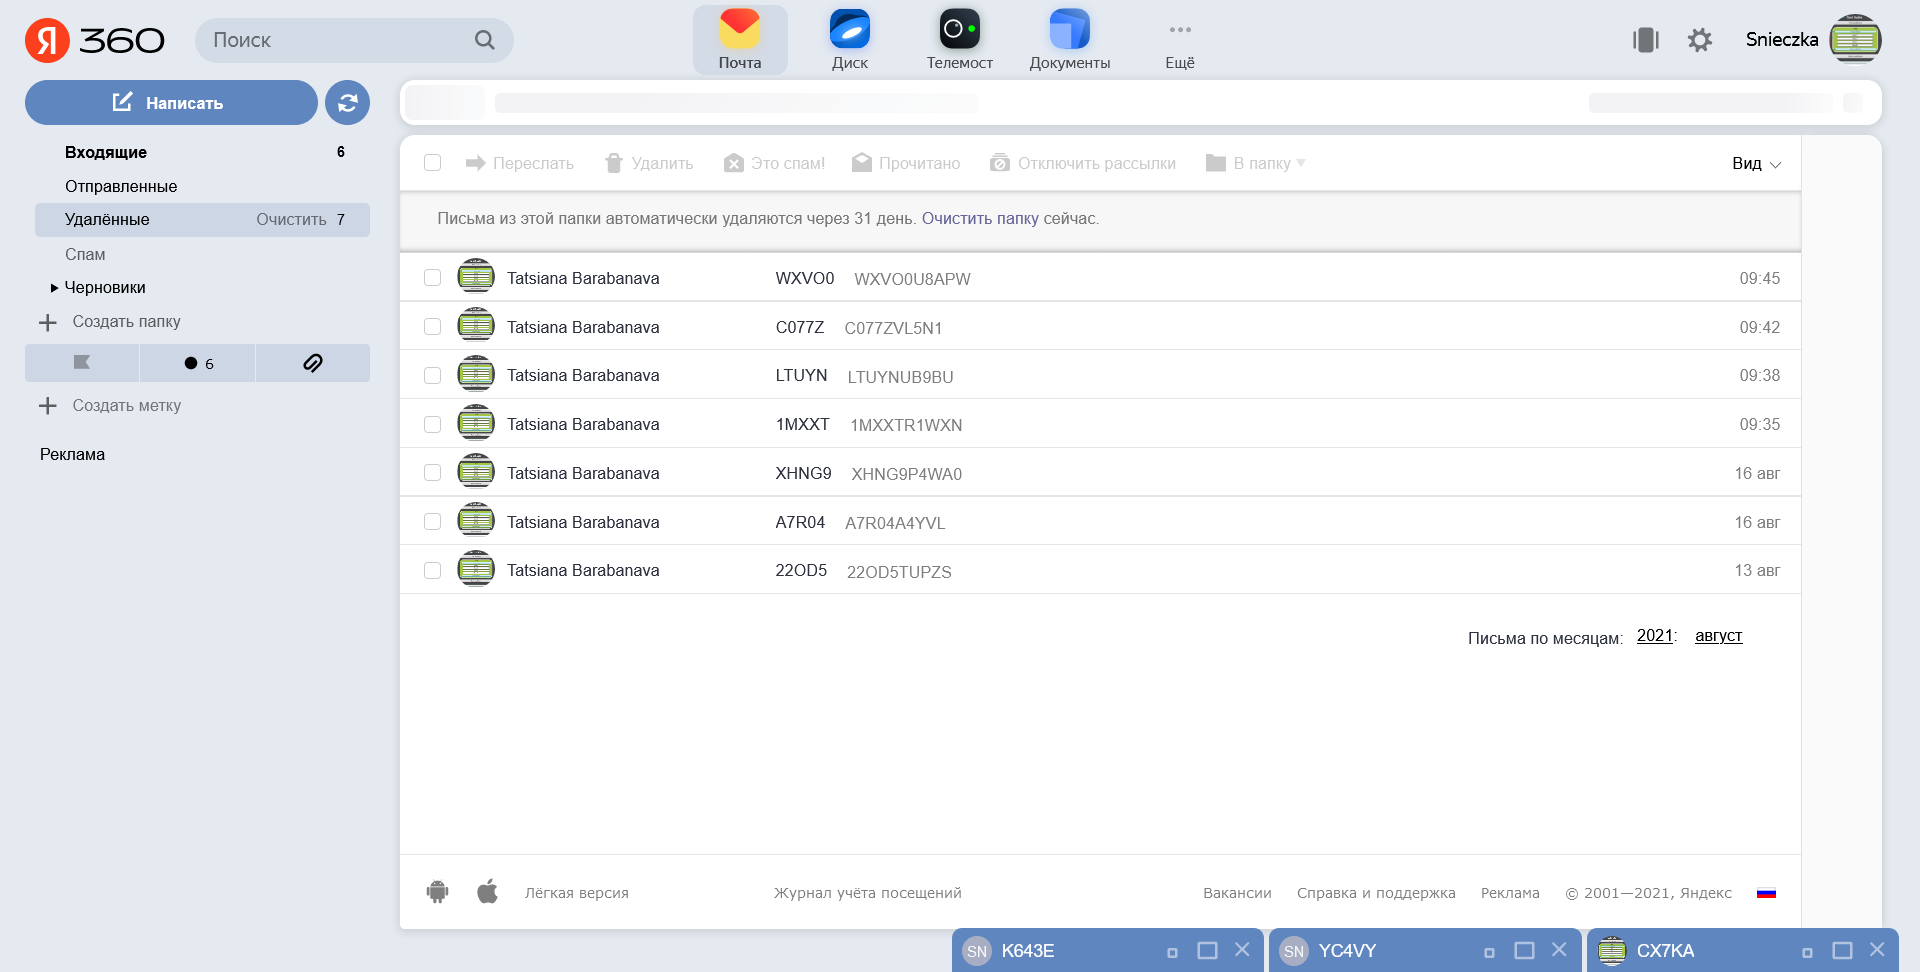 Я 360
Поиск
Почта
Диск
Телемост
Документы
Ещё
Snieczka
Написать
Входящие 6
Отправленные
Удалённые Очистить 7
Спам
Черновики
Создать папку
6
Создать метку
Реклама
Переслать Удалить Это спам! Прочитано Отключить рассылки В папку Вид
Письма из этой папки автоматически удаляются через 31 день. Очистить папку сейчас.
Tatsiana Barabanava WXVO0 WXVO0U8APW 09:45
Tatsiana Barabanava C077Z C077ZVL5N1 09:42
Tatsiana Barabanava LTUYN LTUYNUB9BU 09:38
Tatsiana Barabanava 1MXXT 1MXXTR1WXN 09:35
Tatsiana Barabanava XHNG9 XHNG9P4WA0 16 авг
Tatsiana Barabanava A7R04 A7R04A4YVL 16 авг
Tatsiana Barabanava 22OD5 22OD5TUPZS 13 авг
Письма по месяцам: 2021: август
Лёгкая версия Журнал учёта посещений Вакансии Справка и поддержка Реклама © 2001—2021, Яндекс
SN K643E SN YC4VY CX7KA